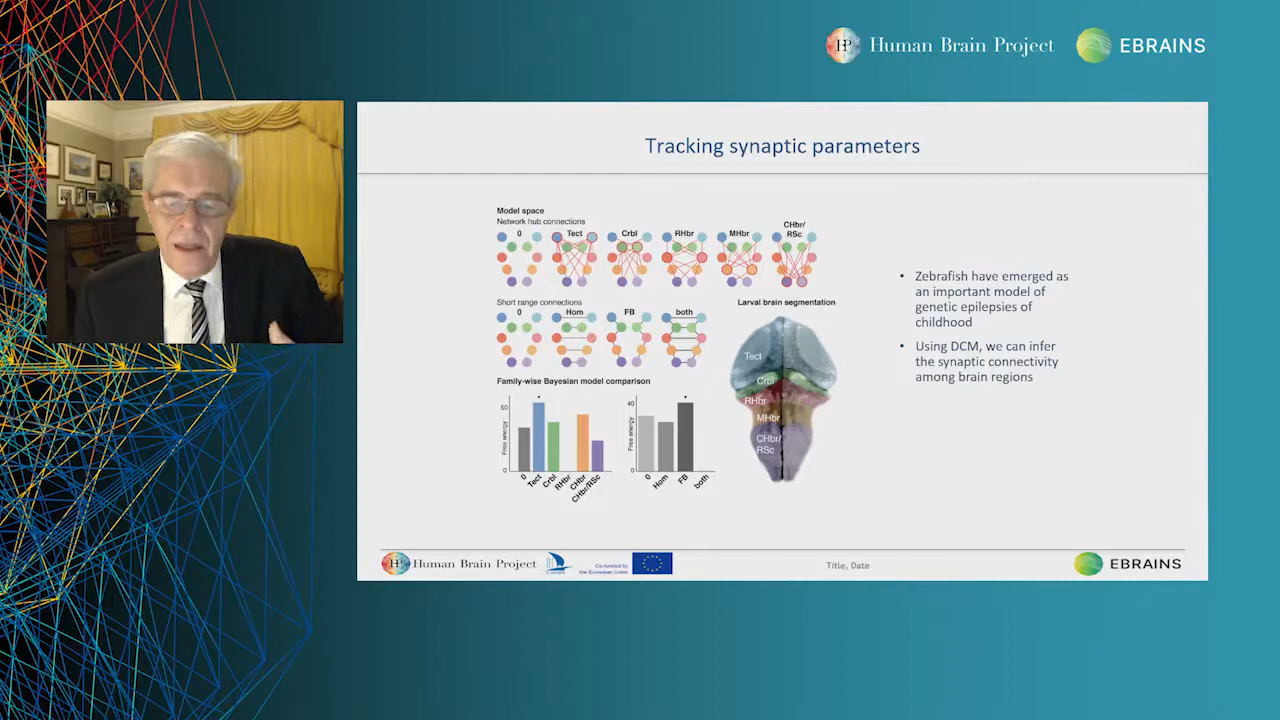 Human Brain Project
EBRAINS
Tracking synaptic parameters
Model space
Network hub connections
0 Tect Crbl RHbr MHbr CHbr/
RSc
Short range connections
0 Hom FB both
Larval brain segmentation
Tect
Crbl
RHbr
MHbr
CHbr/
RSc
Family-wise Bayesian model comparison
Free energy
50
0
0 Tect Crbl RHbr CHbr CHbr/RSc
Free energy
40
0
0 Hom FB both
• Zebrafish have emerged as
an important model of
genetic epilepsies of
childhood
• Using DCM, we can infer
the synaptic connectivity
among brain regions
Human Brain Project
Co-funded by
the European Union
Title, Date
EBRAINS